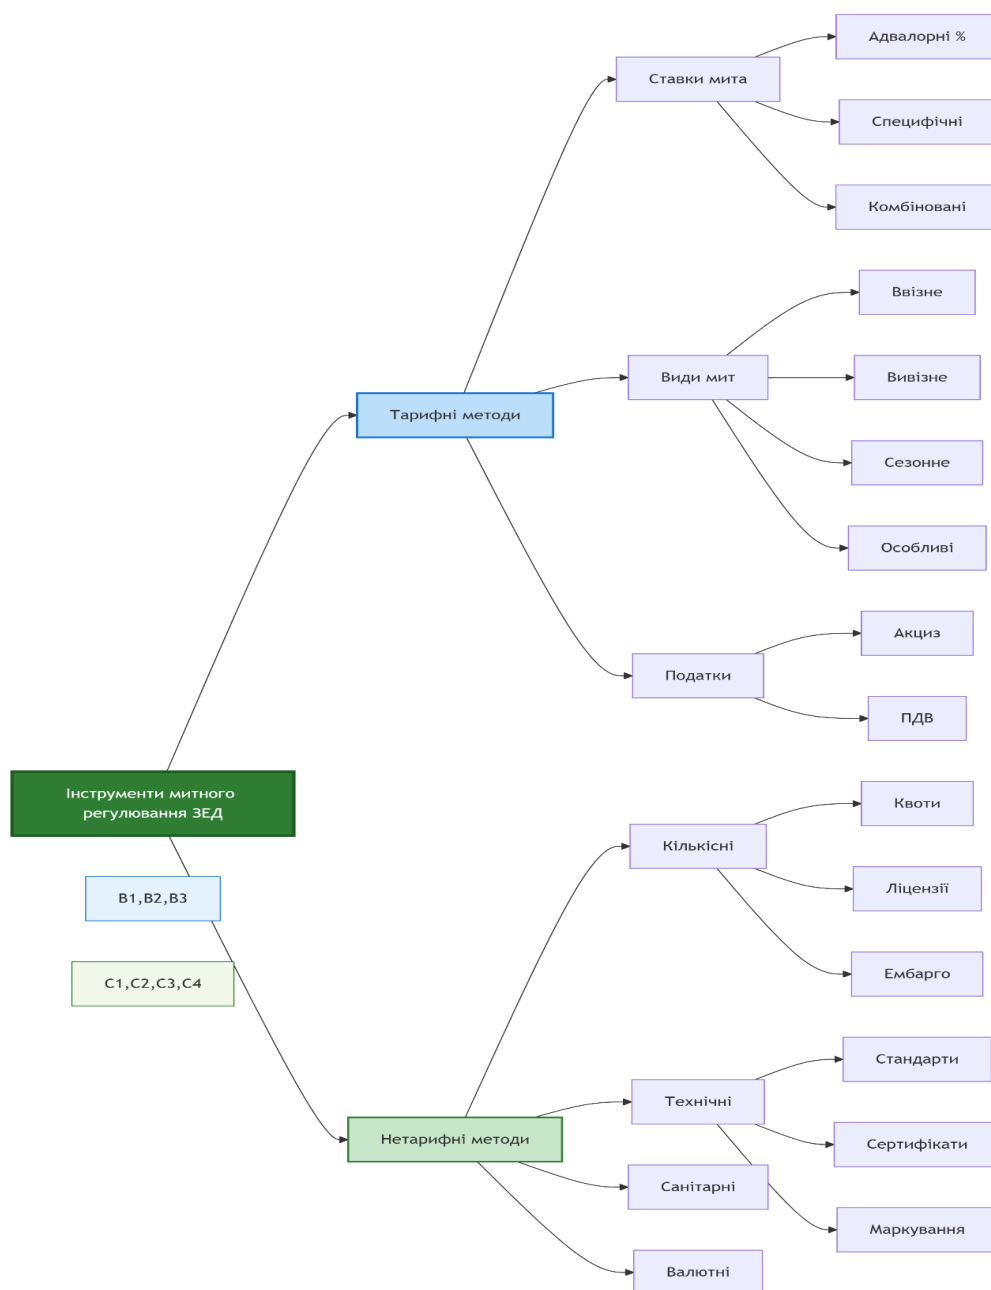 Адвалорні %
Ставки мита
Специфічні
Комбіновані
Ввізне
Види мит
Вивізне
Тарифні методи
Сезонне
Особливі
Акциз
Податки
ПДВ
Інструменти митного
регулювання ЗЕД
Квоти
Кількісні
B1,B2,B3
Ліцензії
C1,C2,C3,C4
Ембарго
Стандарти
Технічні
Нетарифні методи
Сертифікати
Санітарні
Маркування
Валютні